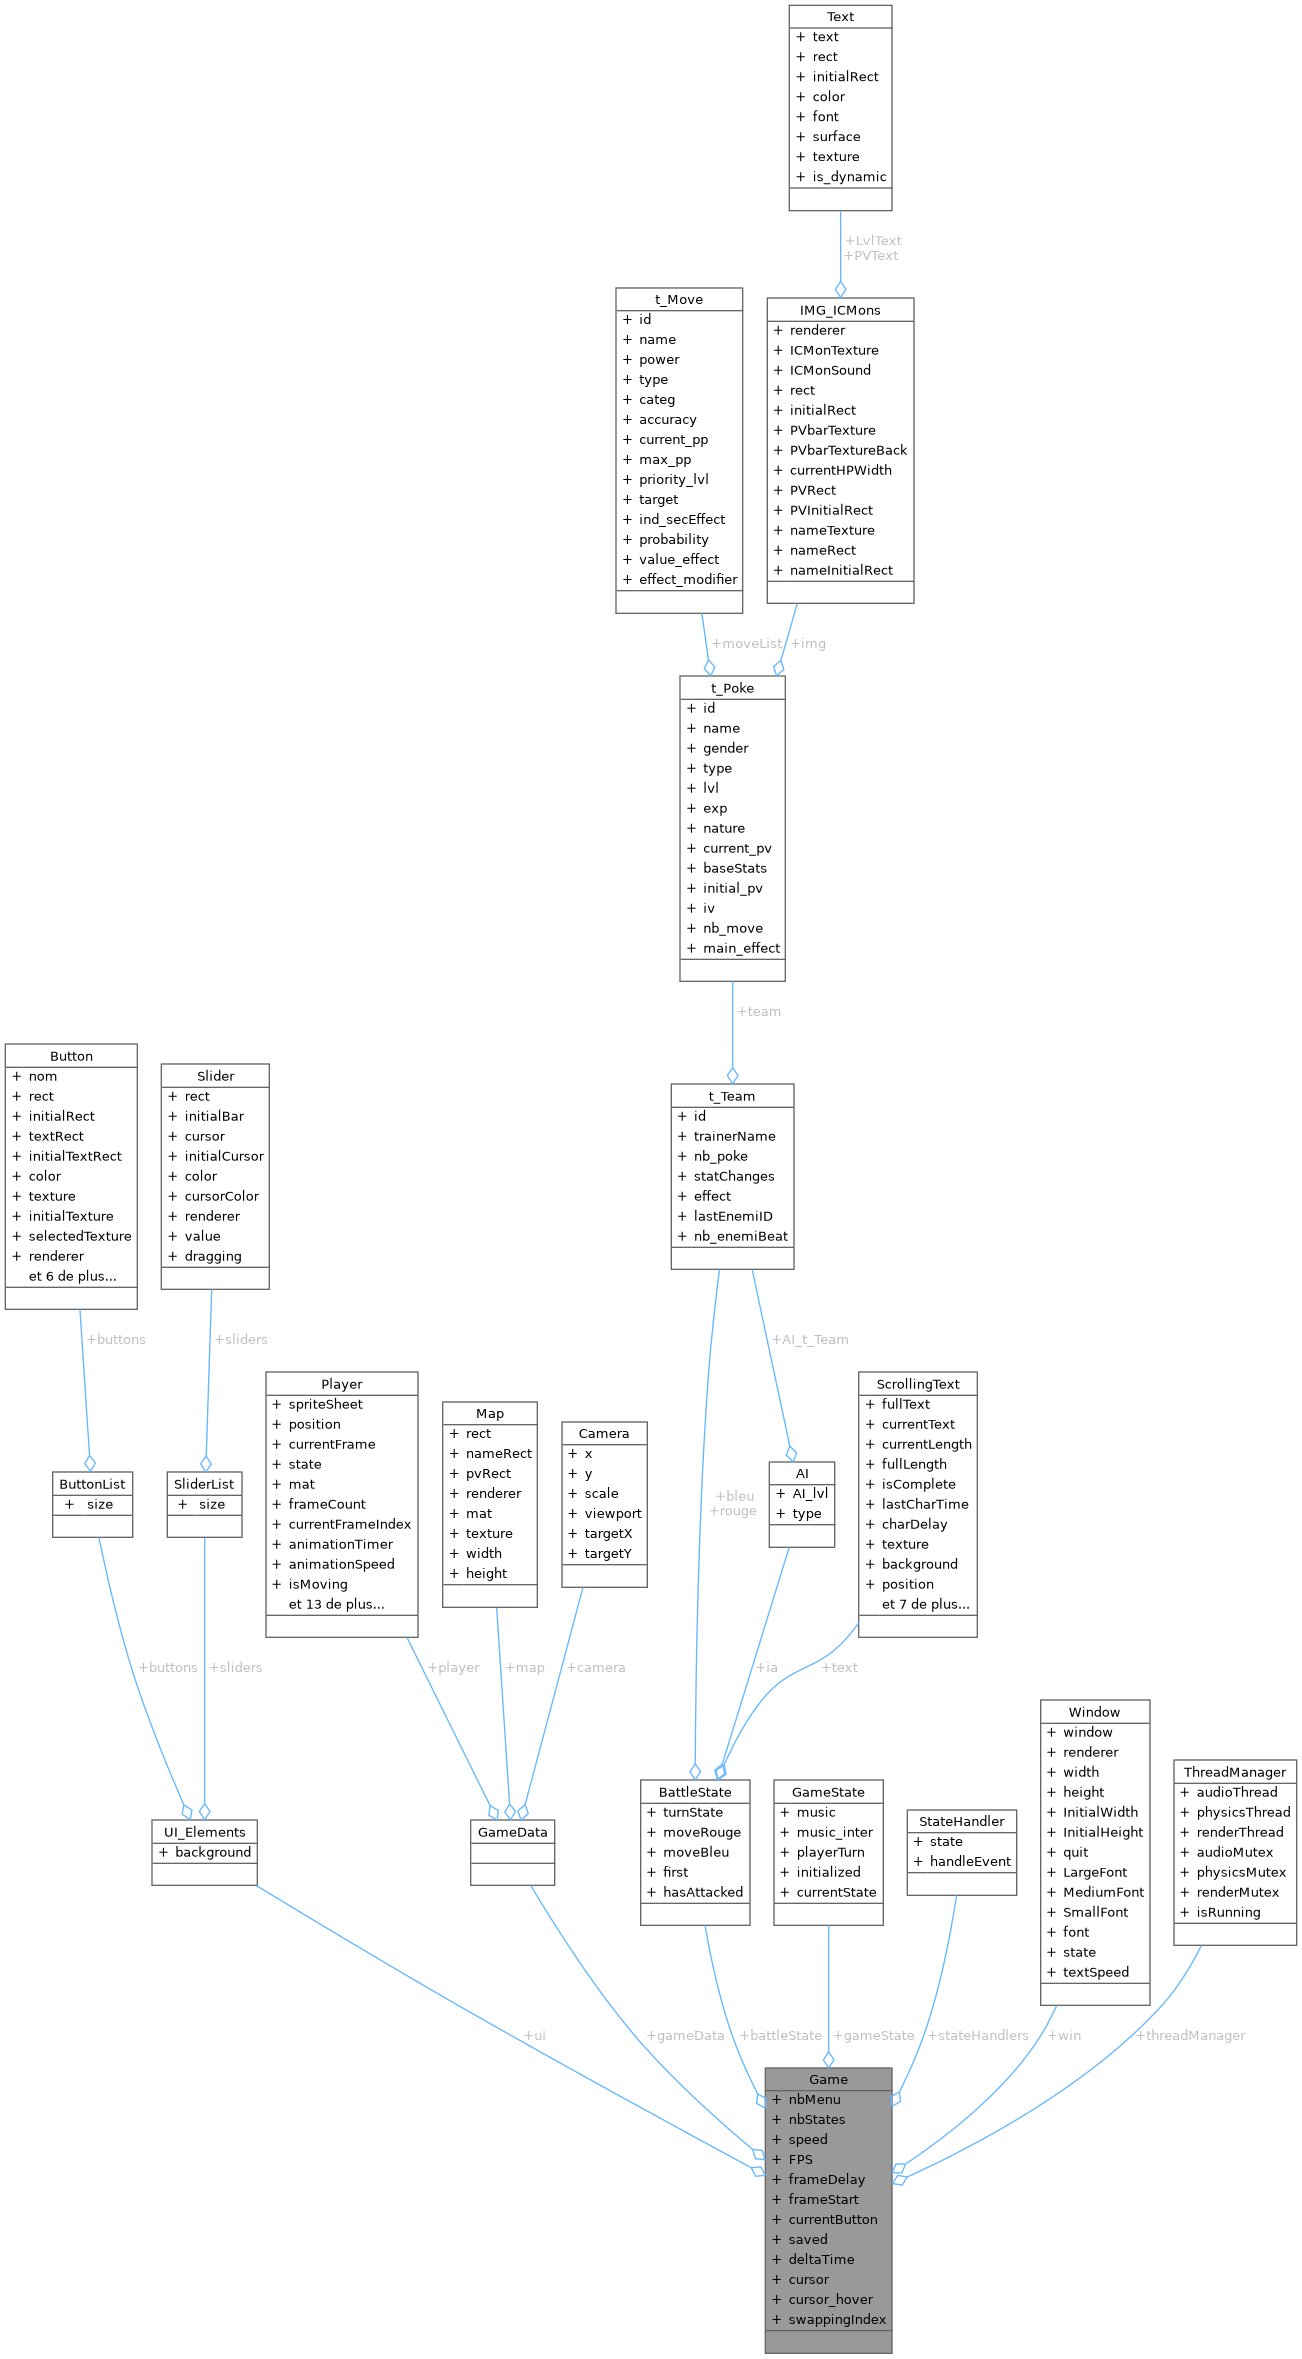 Text
+ text
+ rect
+ initialRect
+ color
+ font
+ surface
+ texture
+ is_dynamic
+LvlText
+PVText
t_Move
+ id
+ name
+ power
+ type
+ categ
+ accuracy
+ current_pp
+ max_pp
+ priority_lvl
+ target
+ ind_secEffect
+ probability
+ value_effect
+ effect_modifier
IMG_ICMons
+ renderer
+ ICMonTexture
+ ICMonSound
+ rect
+ initialRect
+ PVbarTexture
+ PVbarTextureBack
+ currentHPWidth
+ PVRect
+ PVInitialRect
+ nameTexture
+ nameRect
+ nameInitialRect
+moveList
+img
t_Poke
+ id
+ name
+ gender
+ type
+ lvl
+ exp
+ nature
+ current_pv
+ baseStats
+ initial_pv
+ iv
+ nb_move
+ main_effect
+team
Button
+ nom
+ rect
+ initialRect
+ textRect
+ initialTextRect
+ color
+ texture
+ initialTexture
+ selectedTexture
+ renderer
et 6 de plus...
Slider
+ rect
+ initialBar
+ cursor
+ initialCursor
+ color
+ cursorColor
+ renderer
+ value
+ dragging
t_Team
+ id
+ trainerName
+ nb_poke
+ statChanges
+ effect
+ lastEnemiID
+ nb_enemiBeat
+buttons
+sliders
+AI_t_Team
Player
+ spriteSheet
+ position
+ currentFrame
+ state
+ mat
+ frameCount
+ currentFrameIndex
+ animationTimer
+ animationSpeed
+ isMoving
et 13 de plus...
Map
+ rect
+ nameRect
+ pvRect
+ renderer
+ mat
+ texture
+ width
+ height
Camera
+ x
+ y
+ scale
+ viewport
+ targetX
+ targetY
ScrollingText
+ fullText
+ currentText
+ currentLength
+ fullLength
+ isComplete
+ lastCharTime
+ charDelay
+ texture
+ background
+ position
et 7 de plus...
ButtonList
+ size
SliderList
+ size
+bleu
+rouge
AI
+ AI_lvl
+ type
+buttons
+sliders
+player
+map
+camera
+ia
+text
UI_Elements
+ background
GameData
BattleState
+ turnState
+ moveRouge
+ moveBleu
+ first
+ hasAttacked
GameState
+ music
+ music_inter
+ playerTurn
+ initialized
+ currentState
StateHandler
+ state
+ handleEvent
Window
+ window
+ renderer
+ width
+ height
+ InitialWidth
+ InitialHeight
+ quit
+ LargeFont
+ MediumFont
+ SmallFont
+ font
+ state
+ textSpeed
ThreadManager
+ audioThread
+ physicsThread
+ renderThread
+ audioMutex
+ physicsMutex
+ renderMutex
+ isRunning
+ui
+gameData
+battleState
+gameState
+stateHandlers
+win
+threadManager
Game
+ nbMenu
+ nbStates
+ speed
+ FPS
+ frameDelay
+ frameStart
+ currentButton
+ saved
+ deltaTime
+ cursor
+ cursor_hover
+ swappingIndex